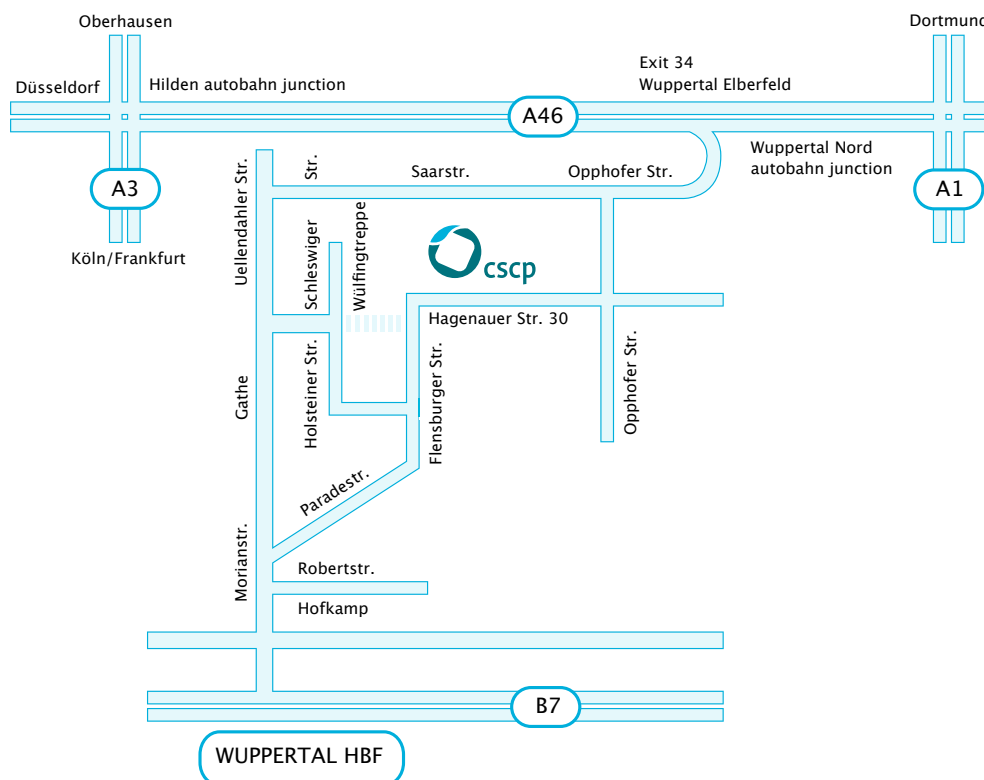 Oberhausen
Dortmund
Exit 34
Düsseldorf
Hilden autobahn junction
Wuppertal Elberfeld
A46
Wuppertal Nord
autobahn junction
Saarstr.
Opphofer Str.
A3
A1
Str.
Schleswiger
Uellendahler Str.
Wülfingtreppe
Köln/Frankfurt
cscp
Hagenauer Str. 30
Gathe
Holsteiner Str.
Flensburger Str.
Opphofer Str.
Paradestr.
Morianstr.
Robertstr.
Hofkamp
B7
WUPPERTAL HBF